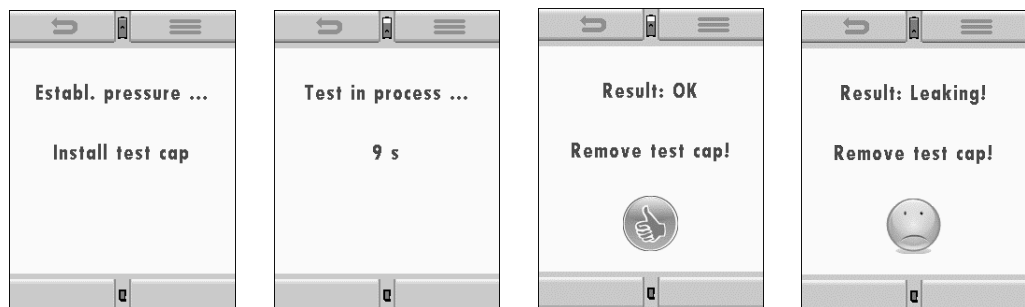 Establ. pressure ...
Install test cap
Test in process ...
9 s
Result: OK
Remove test cap!
Result: Leaking!
Remove test cap!